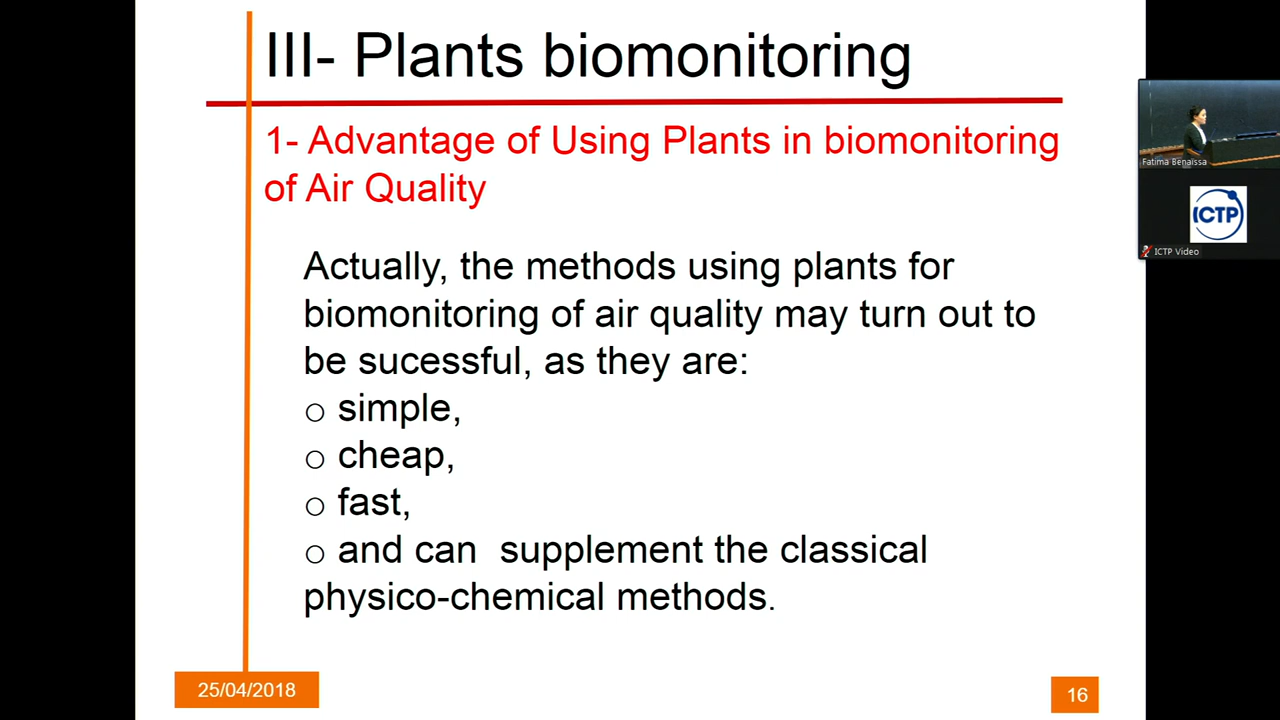 III- Plants biomonitoring
1- Advantage of Using Plants in biomonitoring
of Air Quality
Actually, the methods using plants for
biomonitoring of air quality may turn out to
be sucessful, as they are:
o simple,
o cheap,
o fast,
o and can supplement the classical
physico-chemical methods.
25/04/2018
16
Fatima Benaissa
ICTP
ICTP Video